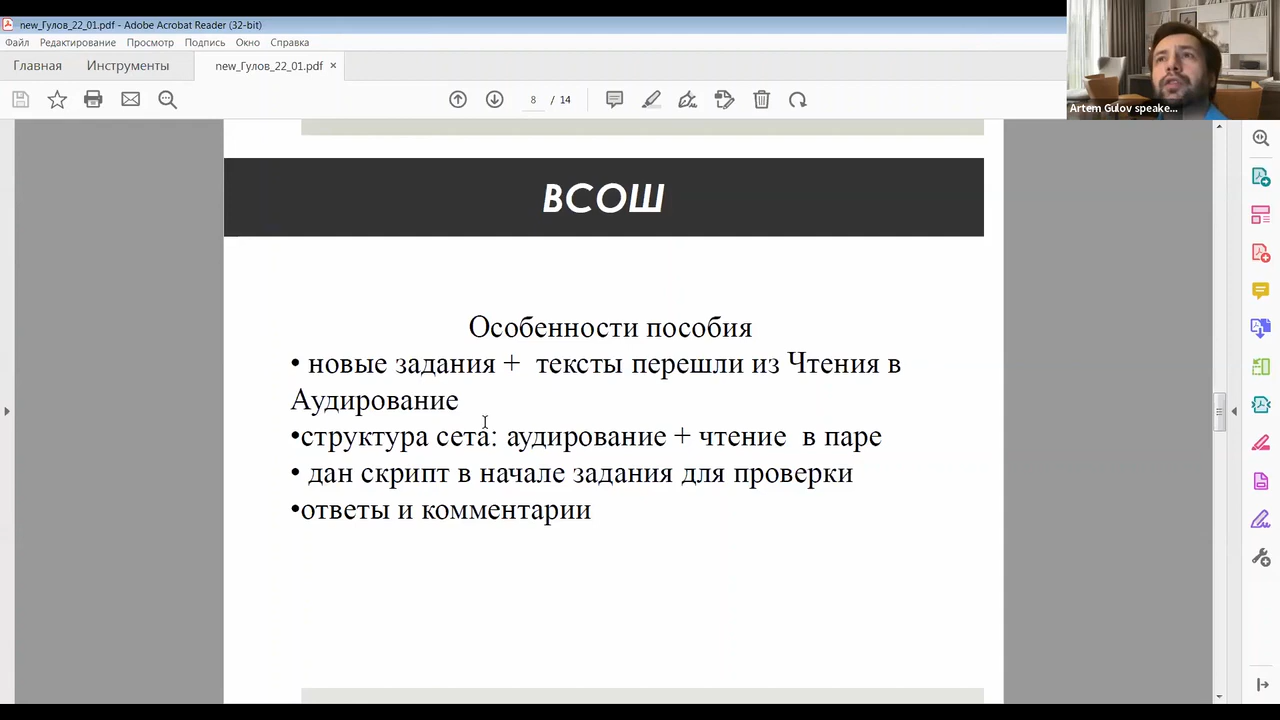 new_Гулов_22_01.pdf - Adobe Acrobat Reader (32-bit)
Файл Редактирование Просмотр Подпись Окно Справка
Главная Инструменты new_Гулов_22_01.pdf ×
8 / 14
Artem Gulov speake...
ВСОШ
Особенности пособия
• новые задания + тексты перешли из Чтения в
Аудирование
•структура сета: аудирование + чтение в паре
• дан скрипт в начале задания для проверки
•ответы и комментарии